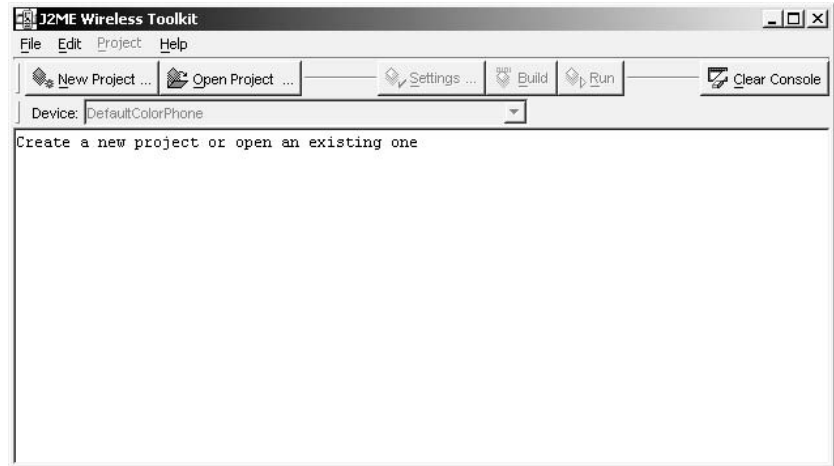 J2ME Wireless Toolkit
File Edit Project Help
New Project ... Open Project ... Settings ... Build Run Clear Console
Device: DefaultColorPhone
Create a new project or open an existing one